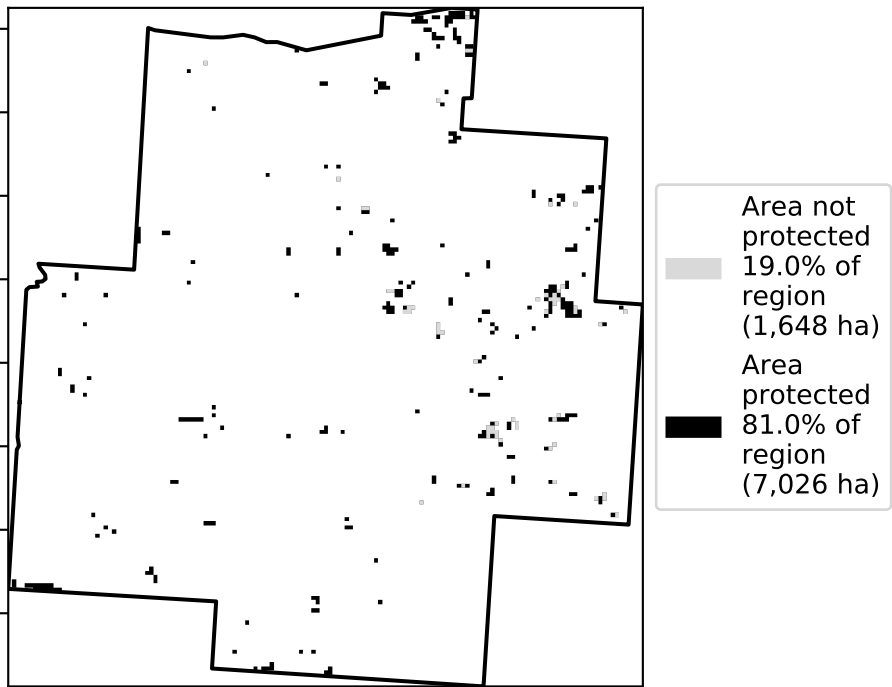 Area not
protected
19.0% of
region
(1,648 ha)
Area
protected
81.0% of
region
(7,026 ha)